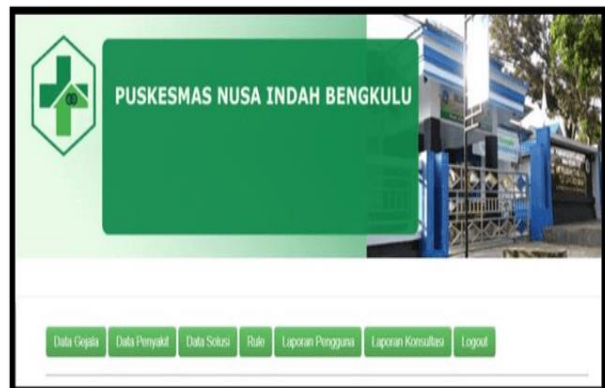 PUSKESMAS NUSA INDAH BENGKULU
Data Gejala Data Penyakit Data Solusi Rule Laporan Pengguna Laporan Konsultasi Logout